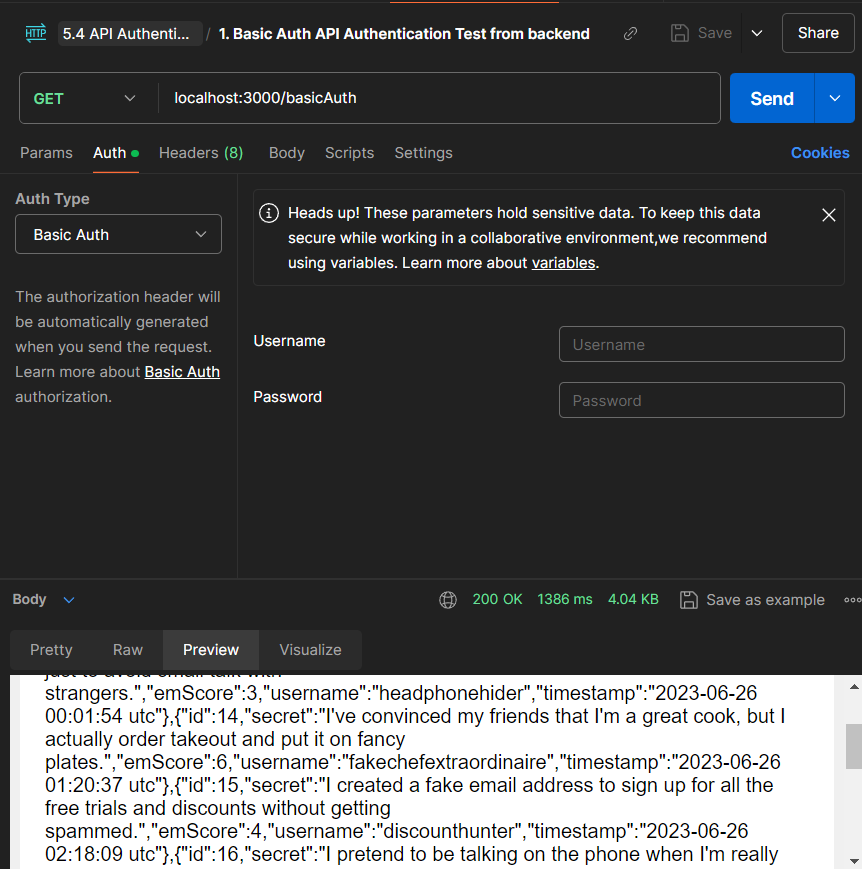 HTTP 5.4 API Authenti... / 1. Basic Auth API Authentication Test from backend Save Share
GET localhost:3000/basicAuth Send
Params Auth Headers (8) Body Scripts Settings Cookies
Auth Type
Basic Auth
The authorization header will
be automatically generated
when you send the request.
Learn more about Basic Auth
authorization.
Heads up! These parameters hold sensitive data. To keep this data
secure while working in a collaborative environment,we recommend
using variables. Learn more about variables.
Username Username
Password Password
Body 200 OK 1386 ms 4.04 KB Save as example
Pretty Raw Preview Visualize
just to avoid email talk with
strangers.","emScore":3,"username":"headphonehider","timestamp":"2023-06-26
00:01:54 utc"},{"id":14,"secret":"I've convinced my friends that I'm a great cook, but I
actually order takeout and put it on fancy
plates.","emScore":6,"username":"fakechefextraordinaire","timestamp":"2023-06-26
01:20:37 utc"},{"id":15,"secret":"I created a fake email address to sign up for all the
free trials and discounts without getting
spammed.","emScore":4,"username":"discounthunter","timestamp":"2023-06-26
02:18:09 utc"},{"id":16,"secret":"I pretend to be talking on the phone when I'm really